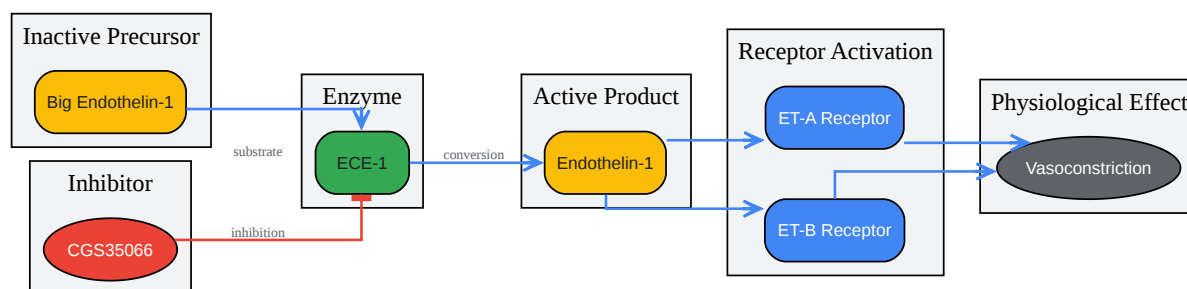 Inactive Precursor
Big Endothelin-1
Inhibitor
CGS35066
substrate
inhibition
Enzyme
ECE-1
conversion
Active Product
Endothelin-1
Receptor Activation
ET-A Receptor
ET-B Receptor
Physiological Effect
Vasoconstriction